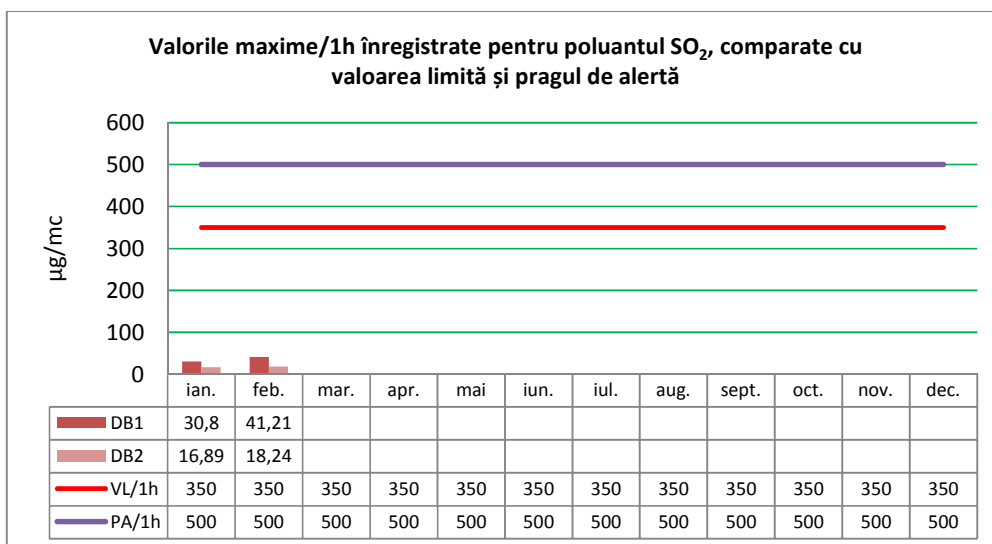 Valorile maxime/1h înregistrate pentru poluantul SO₂, comparate cu
valoarea limită și pragul de alertă
600
500
400
300
200
100
0
µg/mc
ian. feb. mar. apr. mai iun. iul. aug. sept. oct. nov. dec.
DB1 30,8 41,21
DB2 16,89 18,24
VL/1h 350 350 350 350 350 350 350 350 350 350 350 350
PA/1h 500 500 500 500 500 500 500 500 500 500 500 500